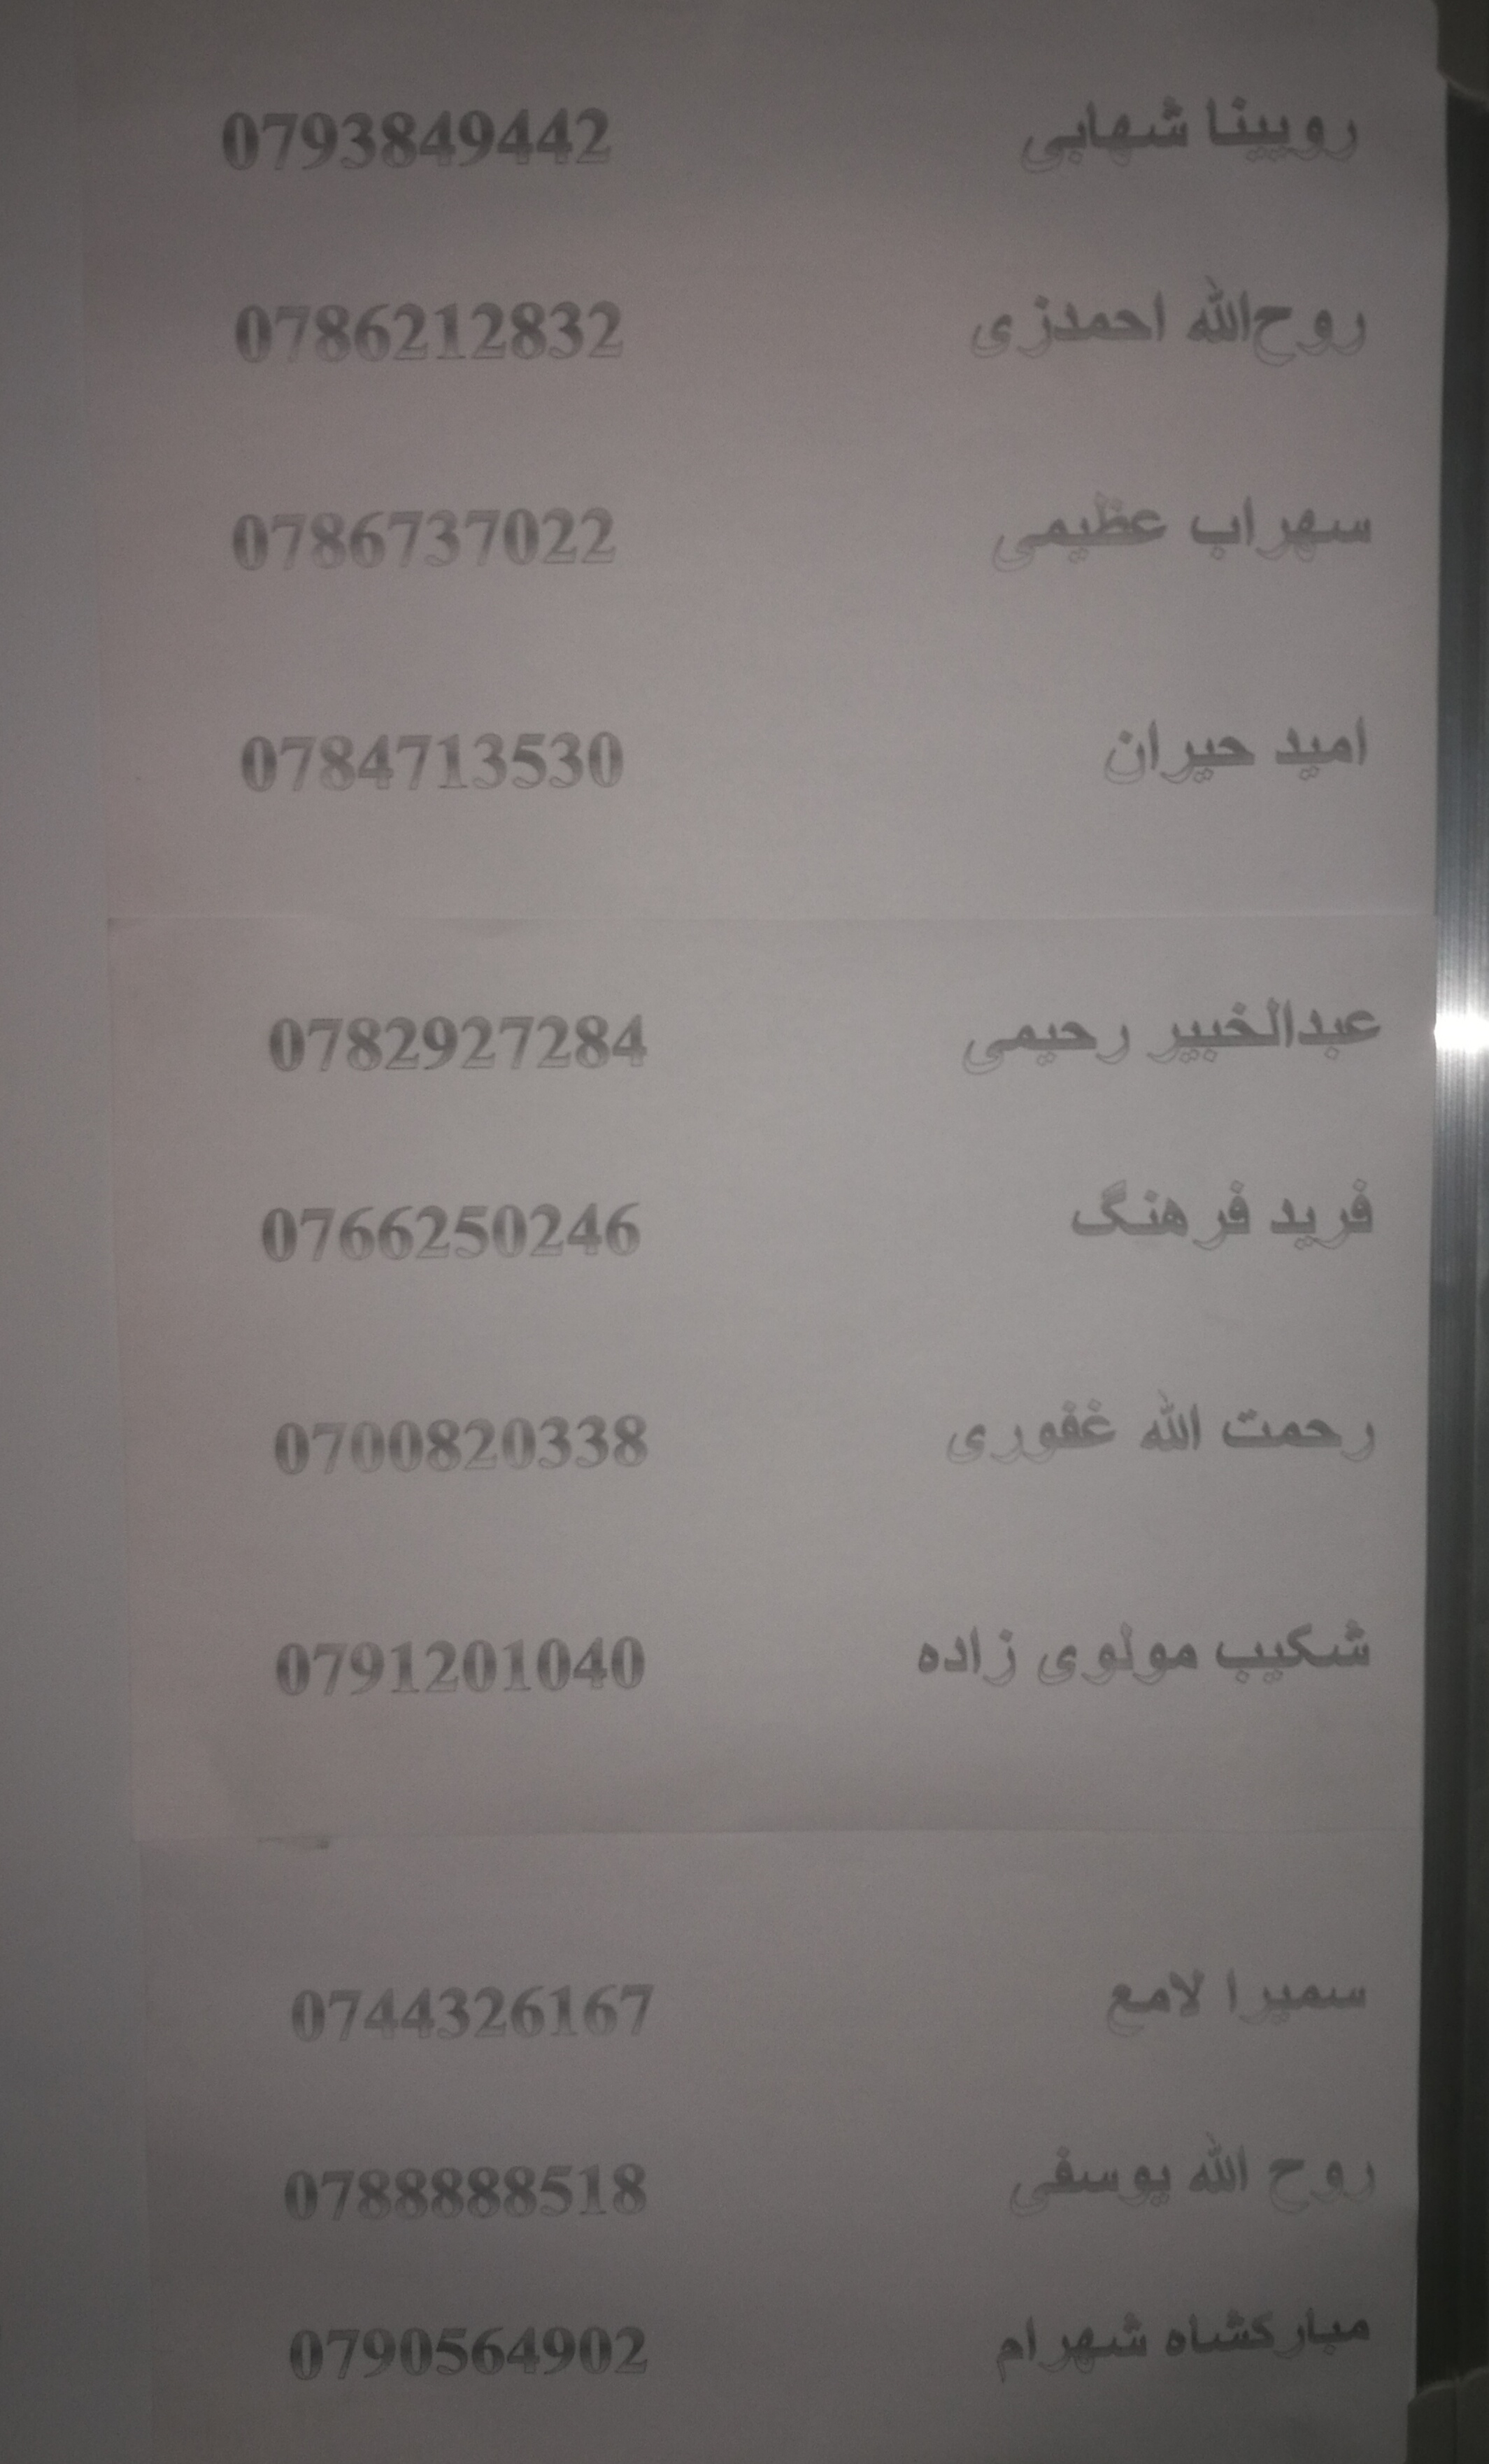 رویینا شهابی 0793849442
روح‌الله احمدزی 0786212832
سهراب عظیمی 0786737022
امید حیران 0784713530
عبدالخبیر رحیمی 0782927284
فرید فرهنگ 0766250246
رحمت الله غفوری 0700820338
شکیب مولوی زاده 0791201040
سمیرا لامع 0744326167
روح الله یوسفی 0788888518
مبارکشاه شهرام 0790564902